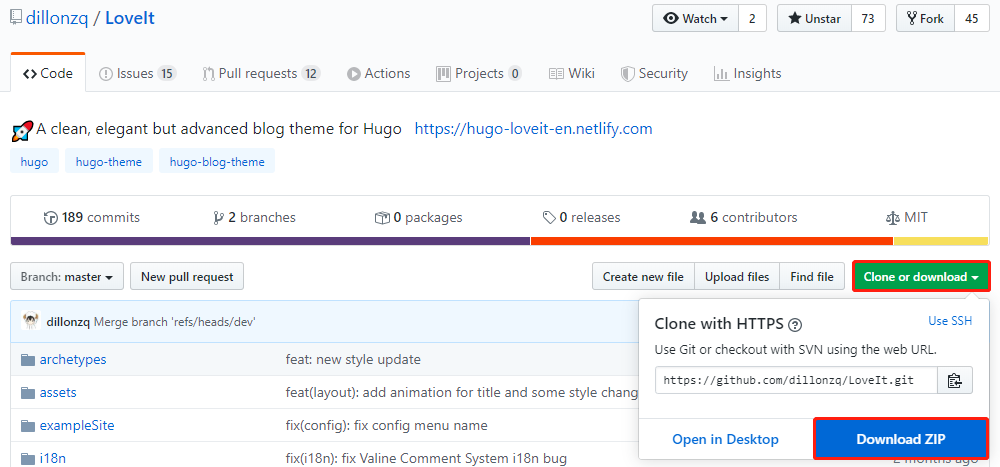 dillonzq / LoveIt
Watch 2 Unstar 73 Fork 45
Code Issues 15 Pull requests 12 Actions Projects 0 Wiki Security Insights
A clean, elegant but advanced blog theme for Hugo https://hugo-loveit-en.netlify.com
hugo hugo-theme hugo-blog-theme
189 commits 2 branches 0 packages 0 releases 6 contributors MIT
Branch: master New pull request Create new file Upload files Find file Clone or download
dillonzq Merge branch 'refs/heads/dev'
archetypes feat: new style update
assets feat(layout): add animation for title and some style chang
exampleSite fix(config): fix config menu name
i18n fix(i18n): fix Valine Comment System i18n bug
Clone with HTTPS Use SSH
Use Git or checkout with SVN using the web URL.
https://github.com/dillonzq/LoveIt.git
Open in Desktop Download ZIP